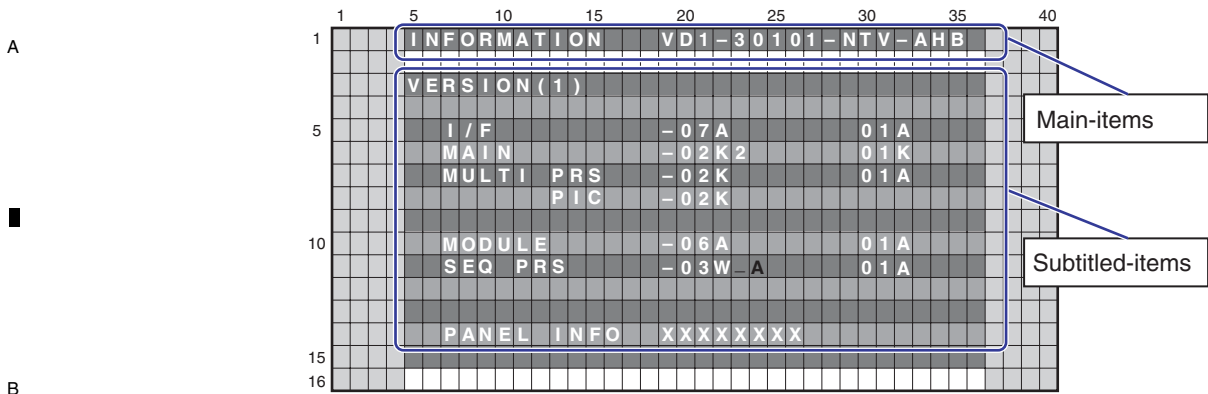 1 5 10 15 20 25 30 35 40
A
1 INFORMATION VD1-30101-NTV-AHB
VERSION(1)
Main-items
5 I/F -07A 01A
MAIN -02K2 01K
MULTI PRS -02K 01A
PIC -02K
10 MODULE -06A 01A
SEQ PRS -03W-A 01A
Subtitled-items
PANEL INFO XXXXXXXX
15
16
B